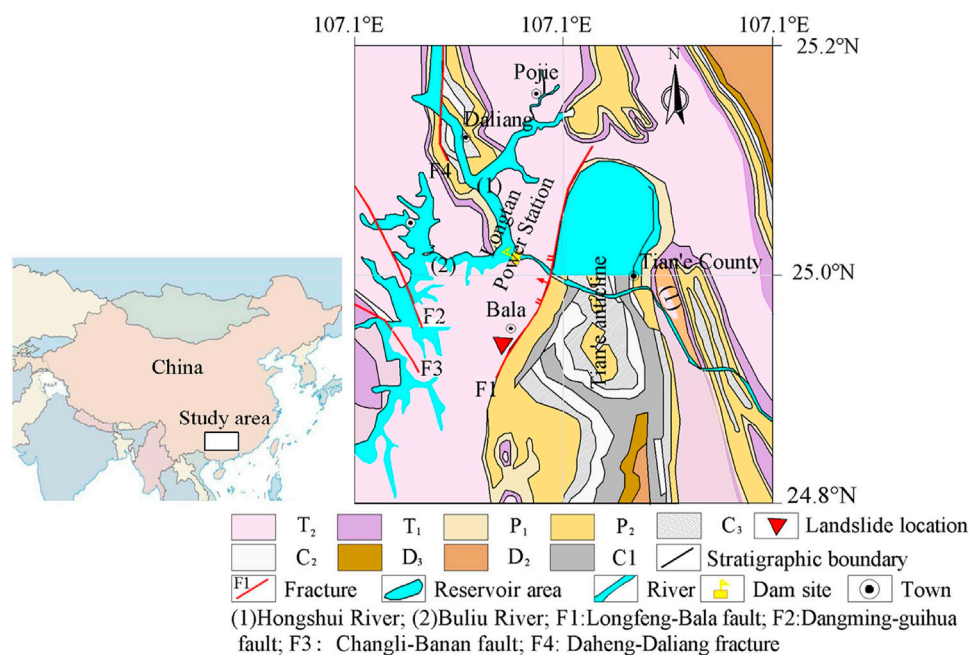 107.1°E 107.1°E 107.1°E
25.2°N
N
Pojie
Daliang
F4
(1)
Longtan
Power Station
(2)
Tian'e County
25.0°N
(1)
Bala
Tian'e anticline
F2
F3
F1
China
Study area
24.8°N
T₂ T₁ P₁ P₂ C₃ Landslide location
C₂ D₃ D₂ C1 Stratigraphic boundary
F1 Fracture Reservoir area River Dam site Town
(1)Hongshui River; (2)Buliu River; F1:Longfeng-Bala fault; F2:Dangming-guihua
fault; F3： Changli-Banan fault; F4: Daheng-Daliang fracture